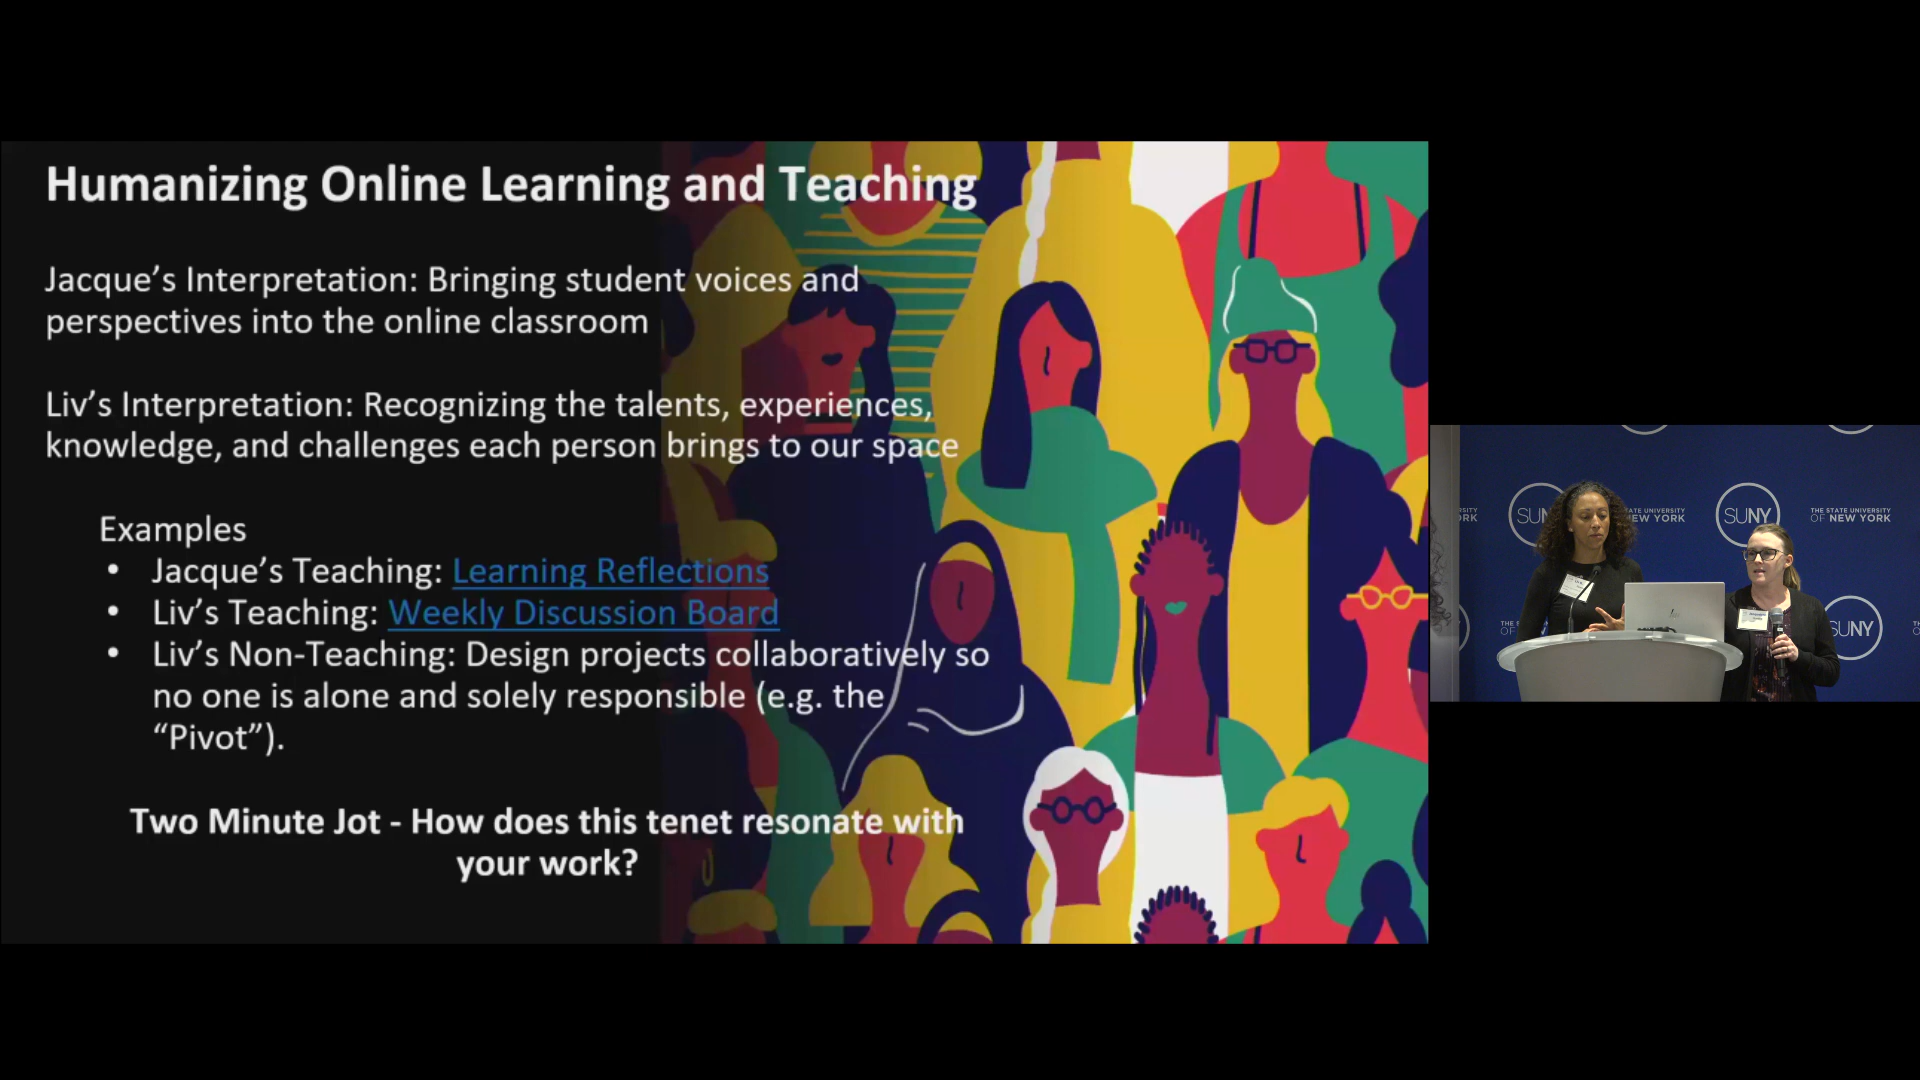 Humanizing Online Learning and Teaching
Jacque’s Interpretation: Bringing student voices and
perspectives into the online classroom
Liv’s Interpretation: Recognizing the talents, experiences,
knowledge, and challenges each person brings to our space
Examples
• Jacque’s Teaching: Learning Reflections
• Liv’s Teaching: Weekly Discussion Board
• Liv’s Non-Teaching: Design projects collaboratively so
no one is alone and solely responsible (e.g. the
“Pivot”).
Two Minute Jot - How does this tenet resonate with
your work?
SUNY
THE STATE UNIVERSITY
OF NEW YORK
SUNY